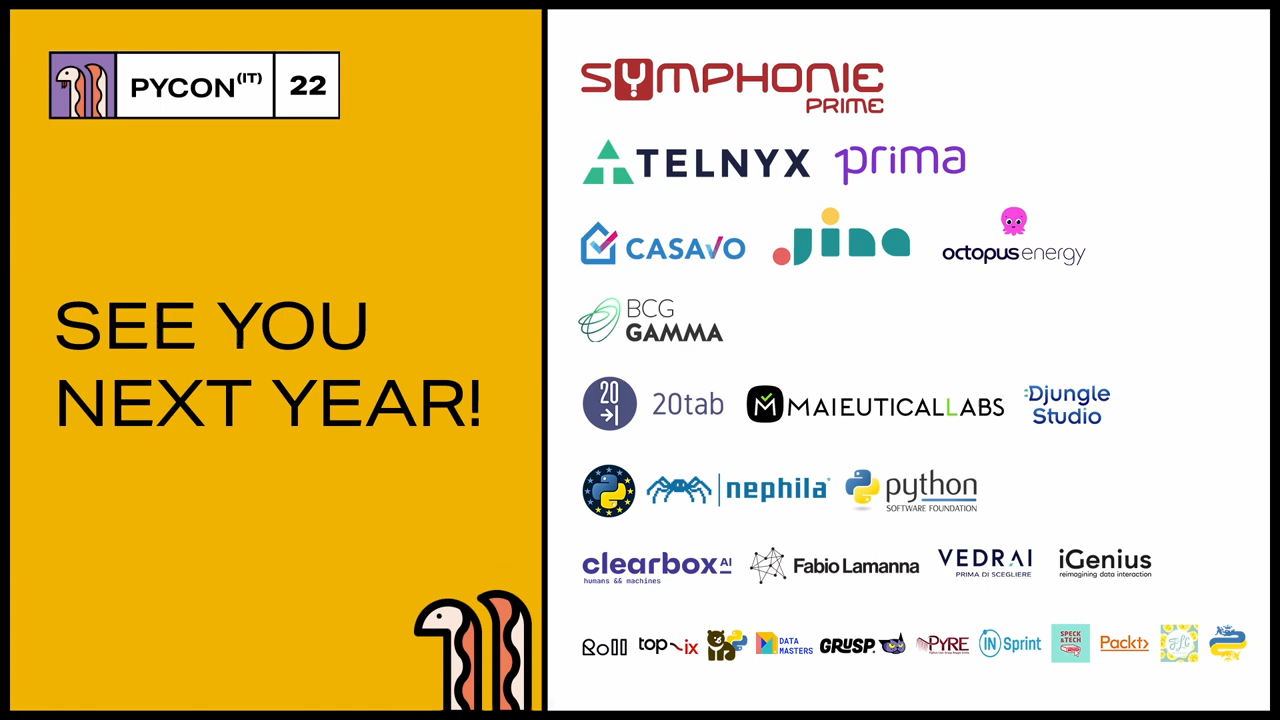 PYCON(IT) 22
SEE YOU
NEXT YEAR!
SYMPHONIE
PRIME
TELNYX prima
CASAVO Jina octopusenergy
BCG
GAMMA
20 20tab MAIEUTICALLABS Djungle
Studio
nephila python
SOFTWARE FOUNDATION
clearbox AI Fabio Lamanna VEDRAI iGenius
humans && machines PRIMA DI SCEGLIERE reimagining data interaction
Roll top-ix DATA
MASTERS GRUSP. PYRE IN Sprint SPECK
&TECH Packt>